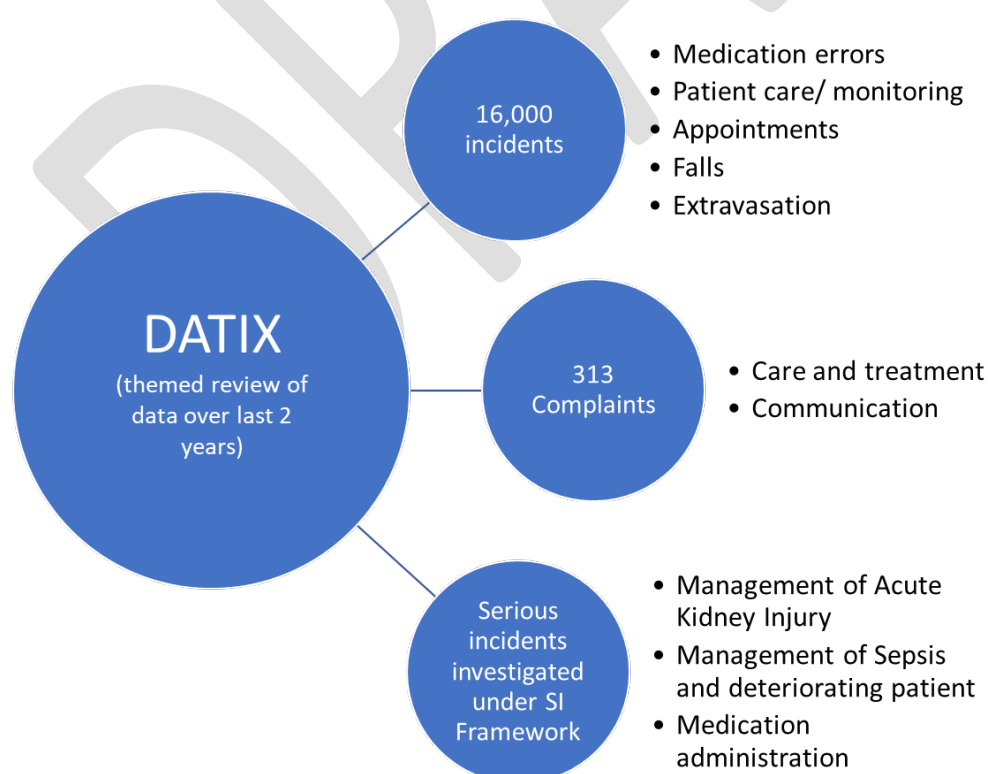 16,000
incidents
• Medication errors
• Patient care/ monitoring
• Appointments
• Falls
• Extravasation
DATIX
(themed review of
data over last 2
years)
313
Complaints
• Care and treatment
• Communication
Serious
incidents
investigated
under SI
Framework
• Management of Acute
Kidney Injury
• Management of Sepsis
and deteriorating patient
• Medication
administration